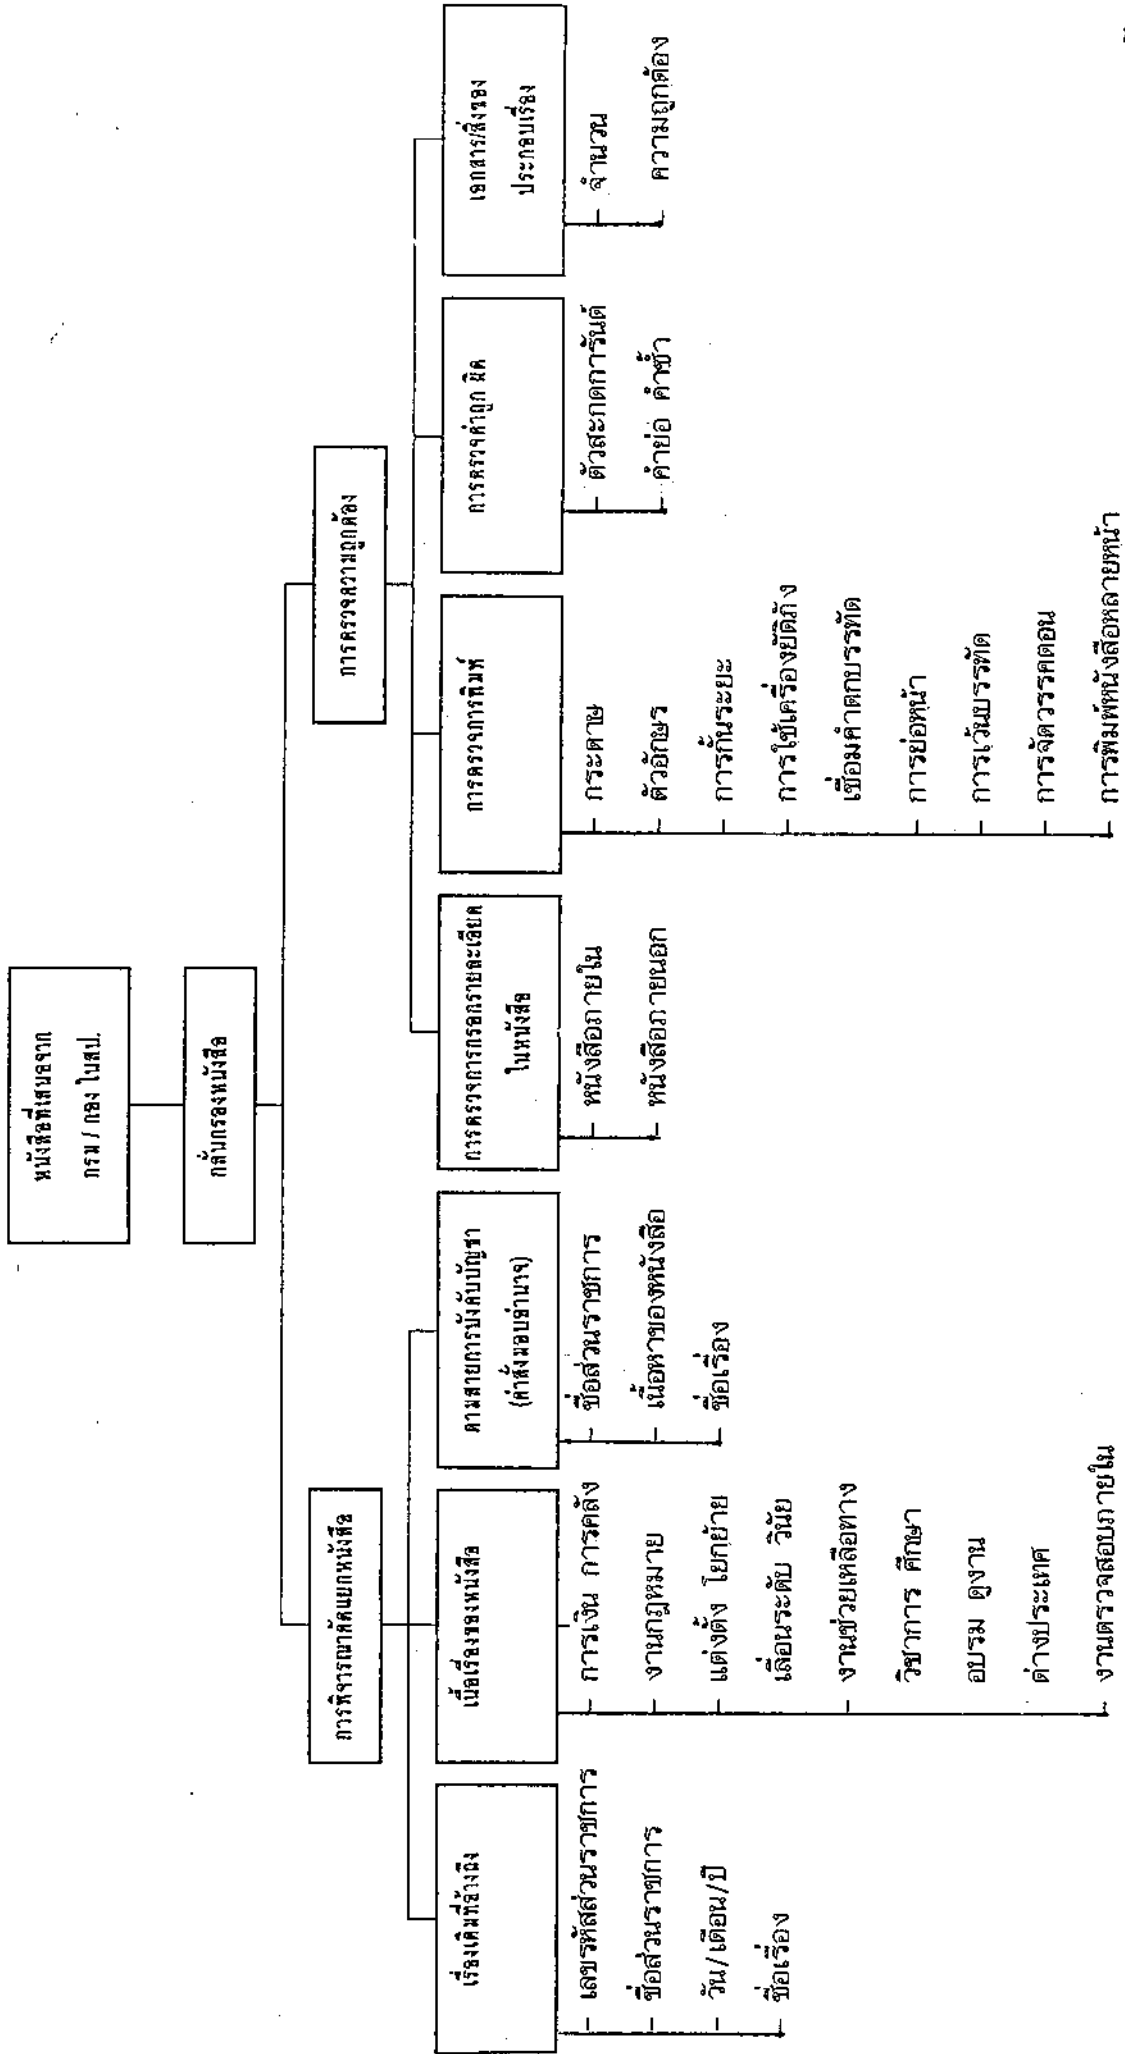 หนังสือที่เสนอจาก
กรม / กอง ในสป.
กลั่นกรองหนังสือ
การพิจารณาคัดแยกหนังสือ
การตรวจความถูกต้อง
เรื่องเดิมที่อ้างถึง
เลขรหัสส่วนราชการ
ชื่อส่วนราชการ
วัน/เดือน/ปี
ชื่อเรื่อง
เนื้อเรื่องของหนังสือ
การเงิน การคลัง
งานกฎหมาย
แต่งตั้ง โยกย้าย
เลื่อนระดับ วินัย
งานช่วยเหลือทาง
วิชาการ ศึกษา
อบรม ดูงาน
ต่างประเทศ
งานตรวจสอบภายใน
ตามสายการบังคับบัญชา
(คำสั่งมอบอำนาจ)
ชื่อส่วนราชการ
เนื้อหาของหนังสือ
ชื่อเรื่อง
การตรวจการกรอกรายละเอียด
ในหนังสือ
หนังสือภายใน
หนังสือภายนอก
การตรวจการพิมพ์
กระดาษ
ตัวอักษร
การกั้นระยะ
การใช้เครื่องยัติภังค์
เชื่อมคำตกบรรทัด
การย่อหน้า
การเว้นบรรทัด
การจัดวรรคตอน
การพิมพ์หนังสือหลายหน้า
การตรวจคำถูก ผิด
ตัวสะกดการันต์
คำย่อ คำซ้ำ
เอกสาร/สิ่งของ
ประกอบเรื่อง
จำนวน
ความถูกต้อง